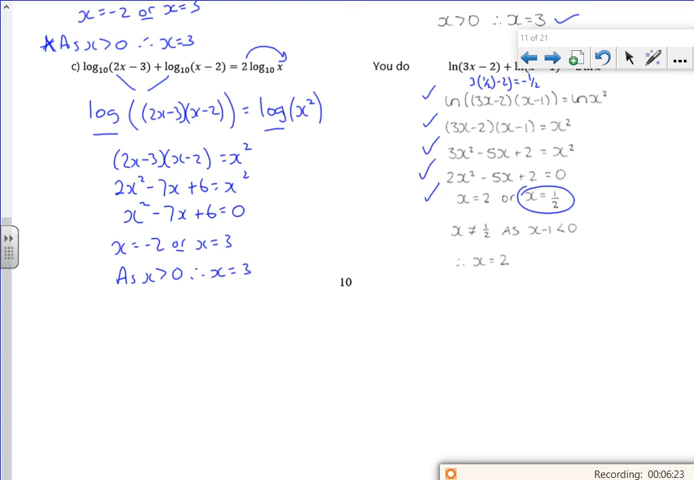 x=-2 or x=3
*As x>0 ∴ x=3
c) log₁₀(2x − 3) + log₁₀(x − 2) = 2 log₁₀ x
log((2x-3)(x-2)) = log(x²)
(2x-3)(x-2) = x²
2x² -7x +6 = x²
x² -7x +6 = 0
x = -2 or x = 3
As x>0 ∴ x = 3
10
x>0 ∴ x=3 ✓
11 of 21
You do
ln(3x − 2) + ln(
3(½)-2)=-½
✓ ln((3x-2)(x-1)) = lnx²
✓ (3x-2)(x-1) = x²
✓ 3x² - 5x + 2 = x²
✓ 2x² - 5x + 2 = 0
✓ x = 2 or x = ½
x ≠ ½ AS x-1<0
∴ x = 2
Recording: 00:06:23